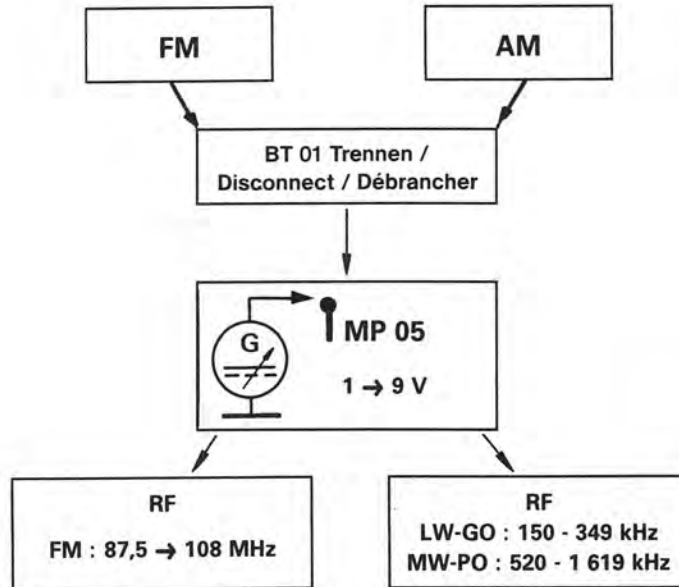 FM
AM
BT 01 Trennen /
Disconnect / Débrancher
G
MP 05
1 → 9 V
RF
FM : 87,5 → 108 MHz
RF
LW-GO : 150 - 349 kHz
MW-PO : 520 - 1 619 kHz